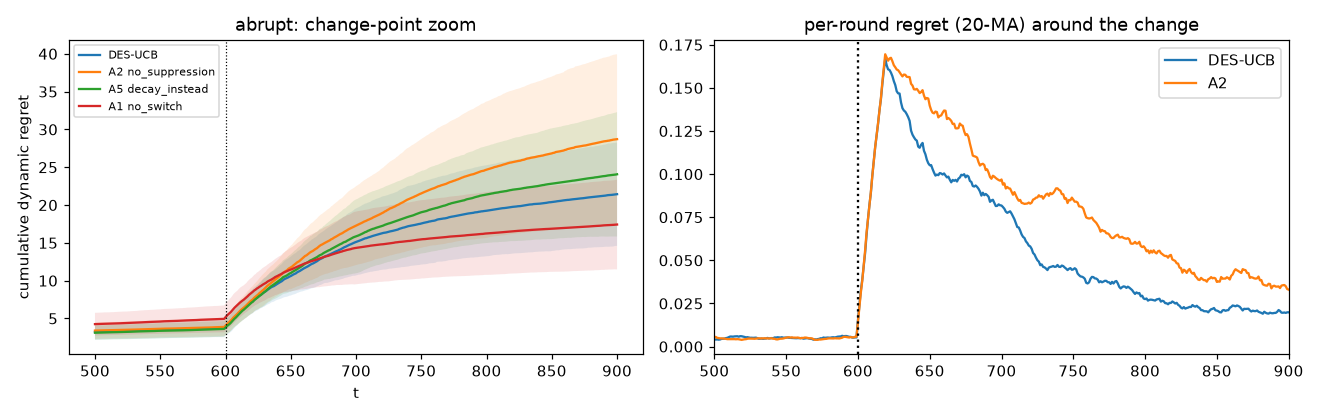 abrupt: change-point zoom
cumulative dynamic regret
40
35
30
25
20
15
10
5
DES-UCB
A2 no_suppression
A5 decay_instead
A1 no_switch
500 550 600 650 700 750 800 850 900
t
per-round regret (20-MA) around the change
0.175
0.150
0.125
0.100
0.075
0.050
0.025
0.000
DES-UCB
A2
500 550 600 650 700 750 800 850 900